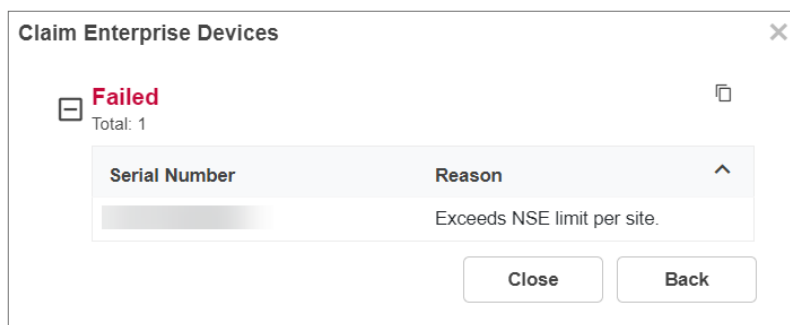 Claim Enterprise Devices
Failed
Total: 1
Serial Number Reason
Exceeds NSE limit per site.
Close Back